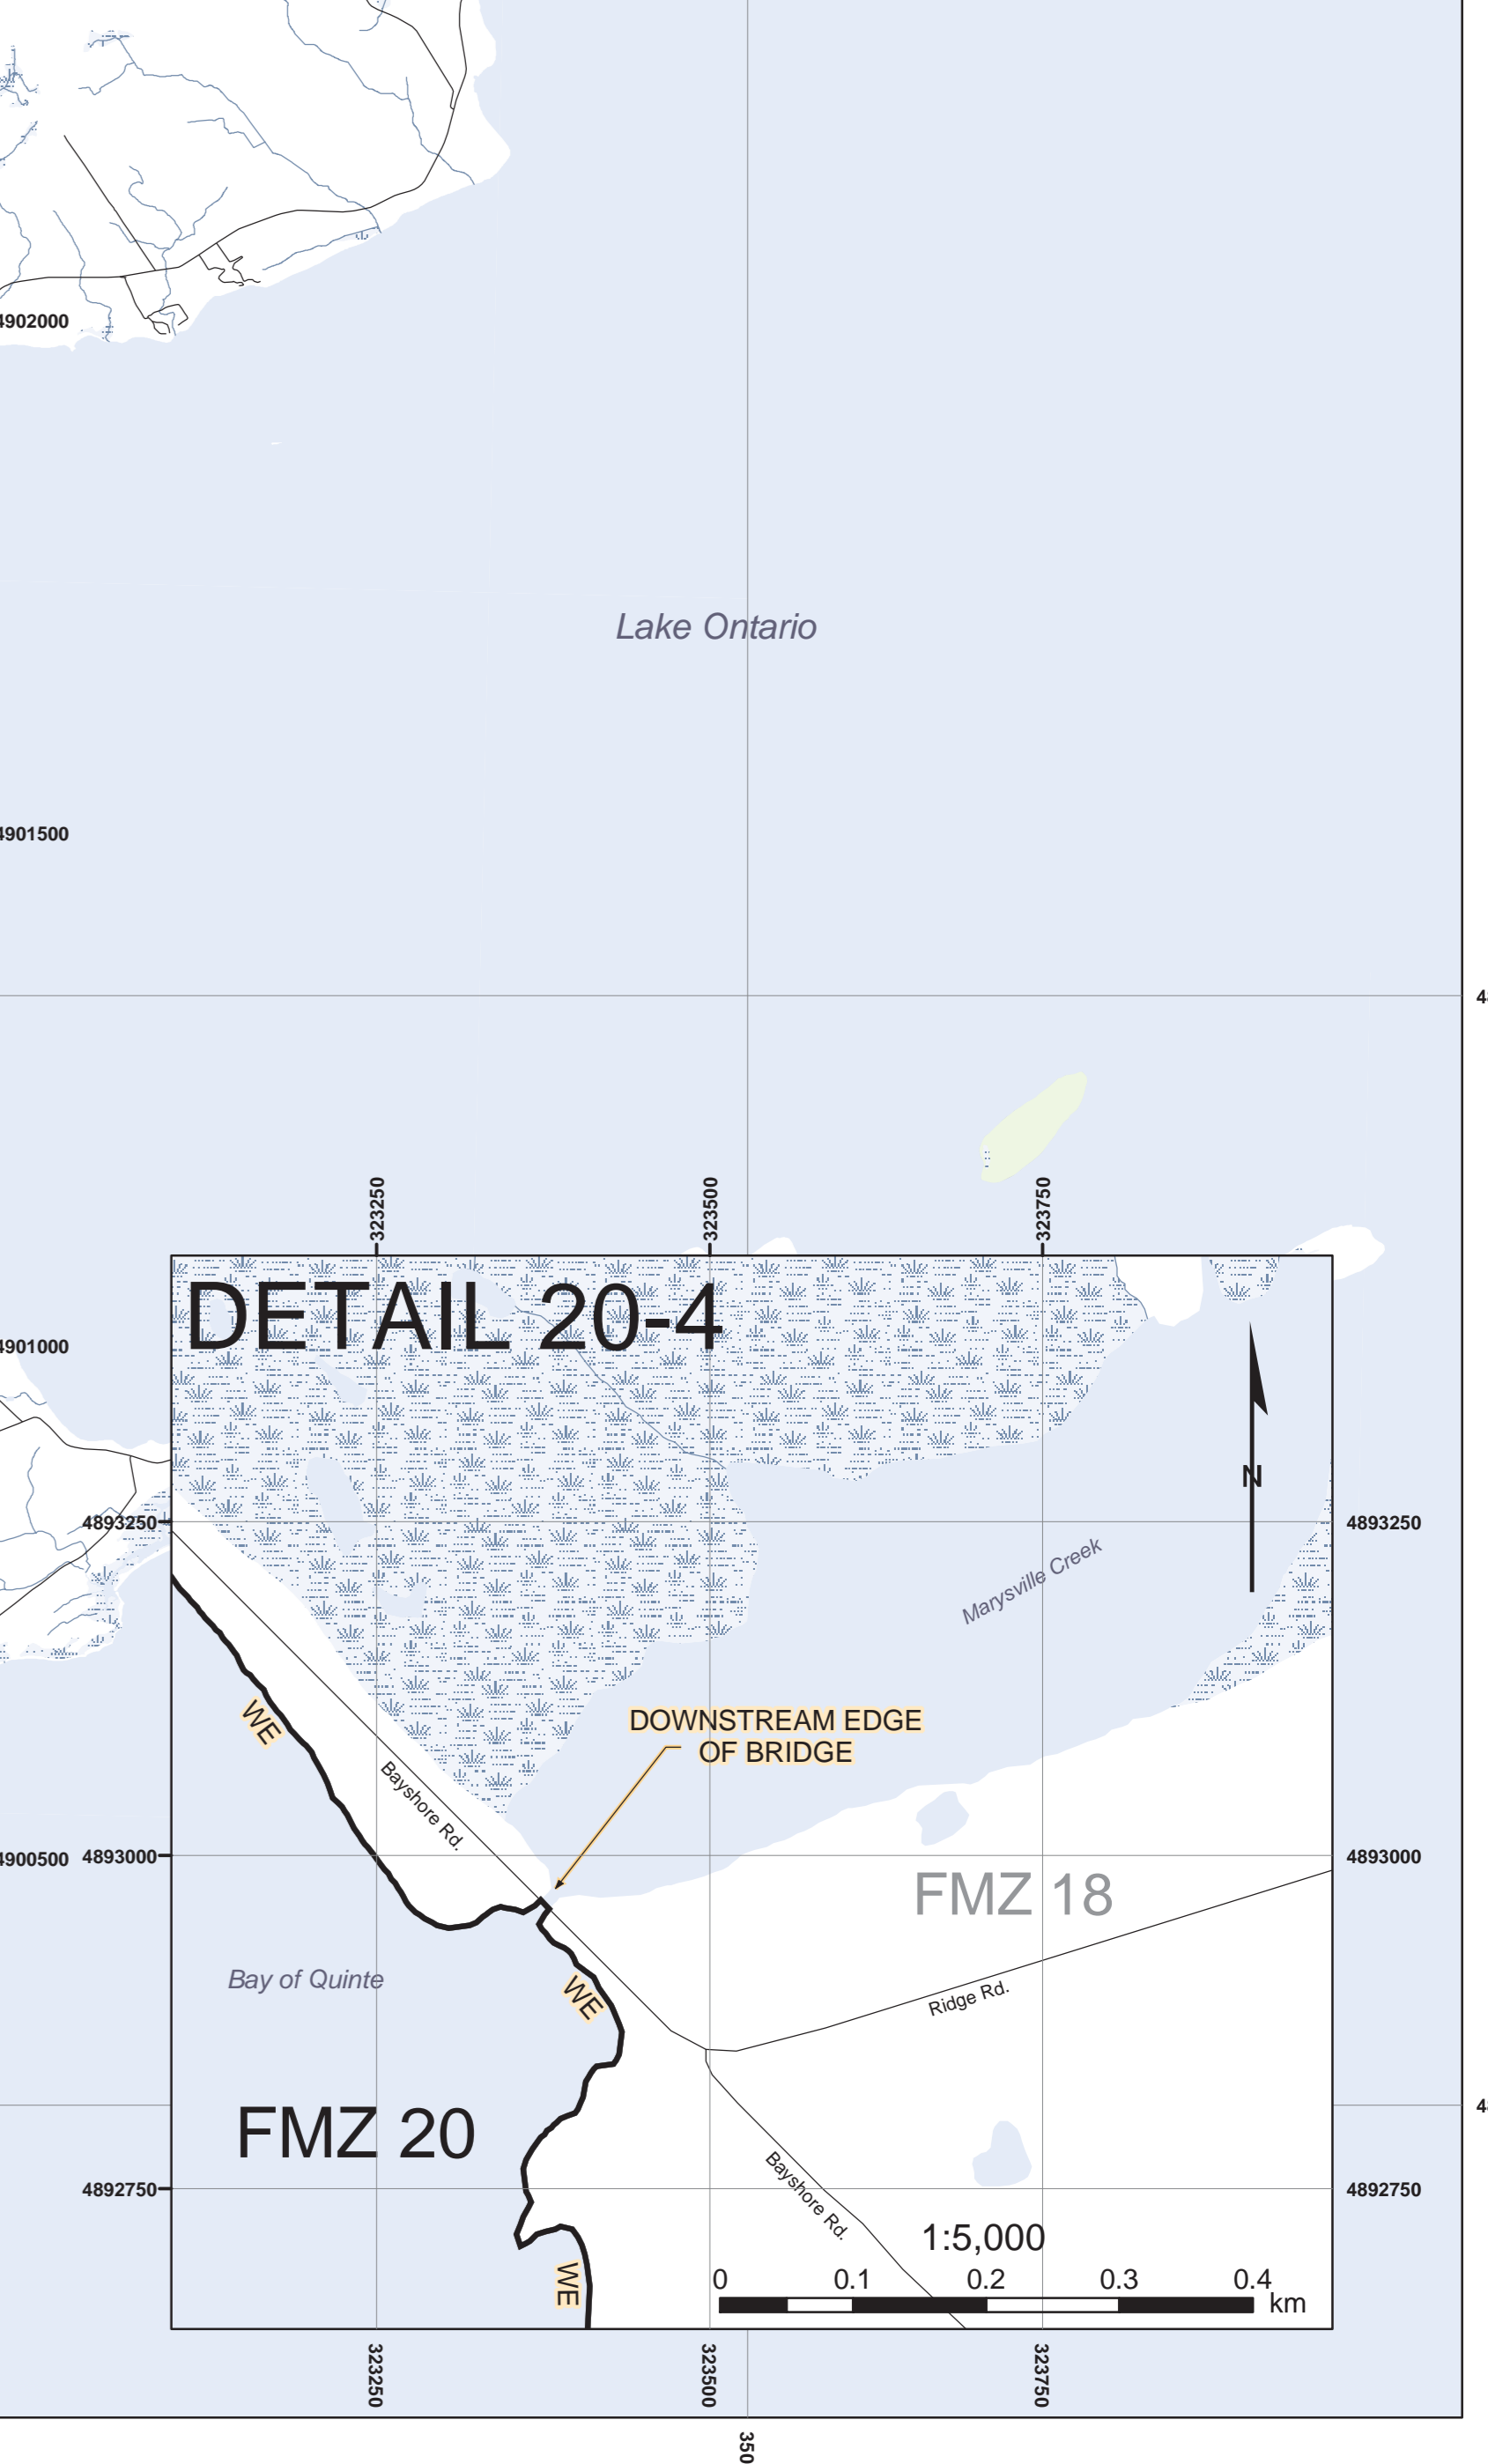 4902000
Lake Ontario
4901500
48
323250
323500
323750
DETAIL 20-4
4901000
N
4893250
4893250
Marysville Creek
WE
DOWNSTREAM EDGE
OF BRIDGE
Bayshore Rd.
4900500
4893000
4893000
FMZ 18
Bay of Quinte
WE
Ridge Rd.
FMZ 20
48
4892750
4892750
Bayshore Rd.
1:5,000
WE
0 0.1 0.2 0.3 0.4
km
323250
323500
323750
350